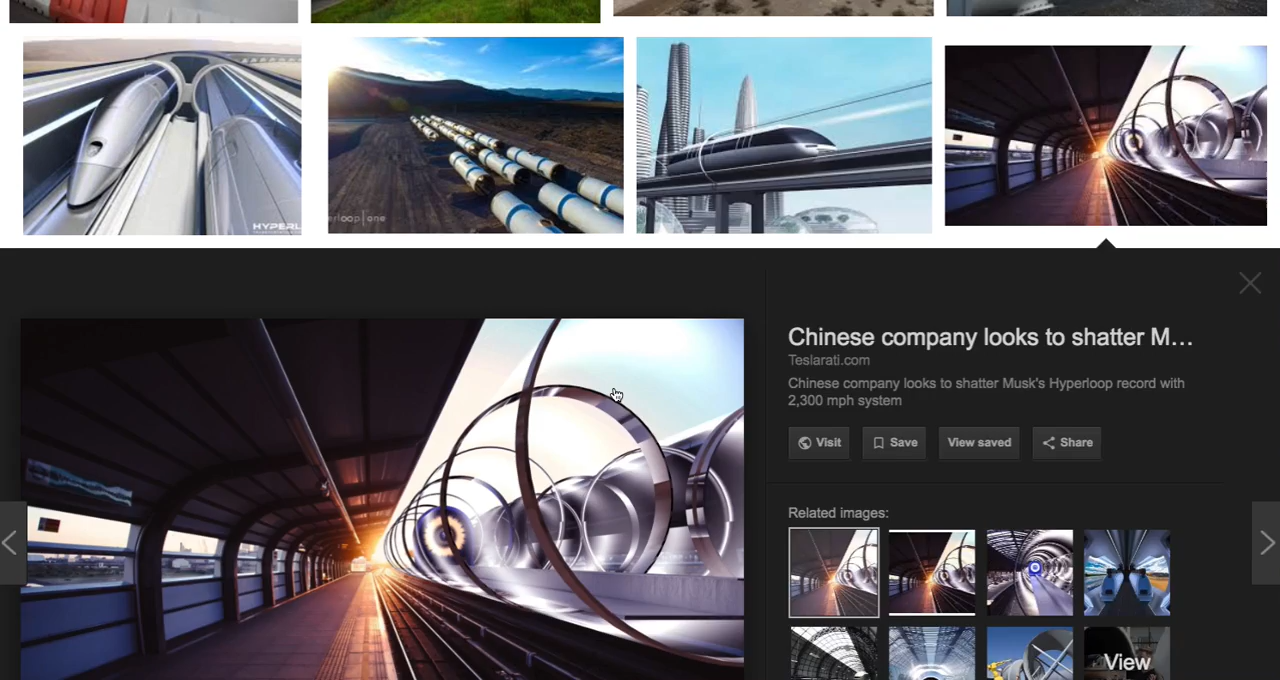 HYPERL
erloop|one
Chinese company looks to shatter M...
Teslarati.com
Chinese company looks to shatter Musk's Hyperloop record with
2,300 mph system
Visit
Save
View saved
Share
Related images:
View